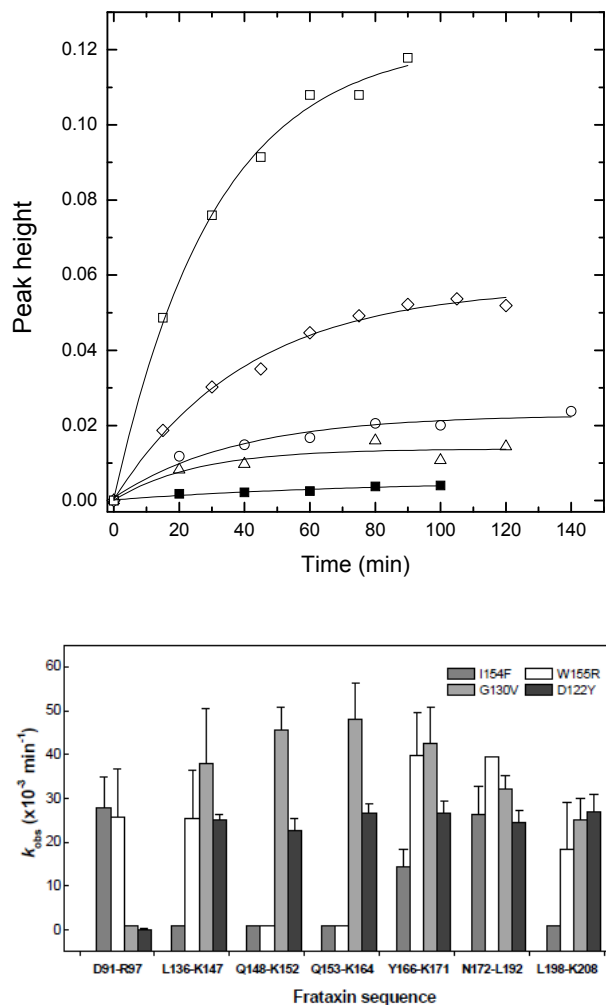 Peak height
0.12
0.10
0.08
0.06
0.04
0.02
0.00
0 20 40 60 80 100 120 140
Time (min)
k_obs (x10⁻³ min⁻¹)
60
50
40
30
20
10
0
I154F W155R
G130V D122Y
D91-R97 L136-K147 Q148-K152 Q153-K164 Y166-K171 N172-L192 L198-K208
Frataxin sequence